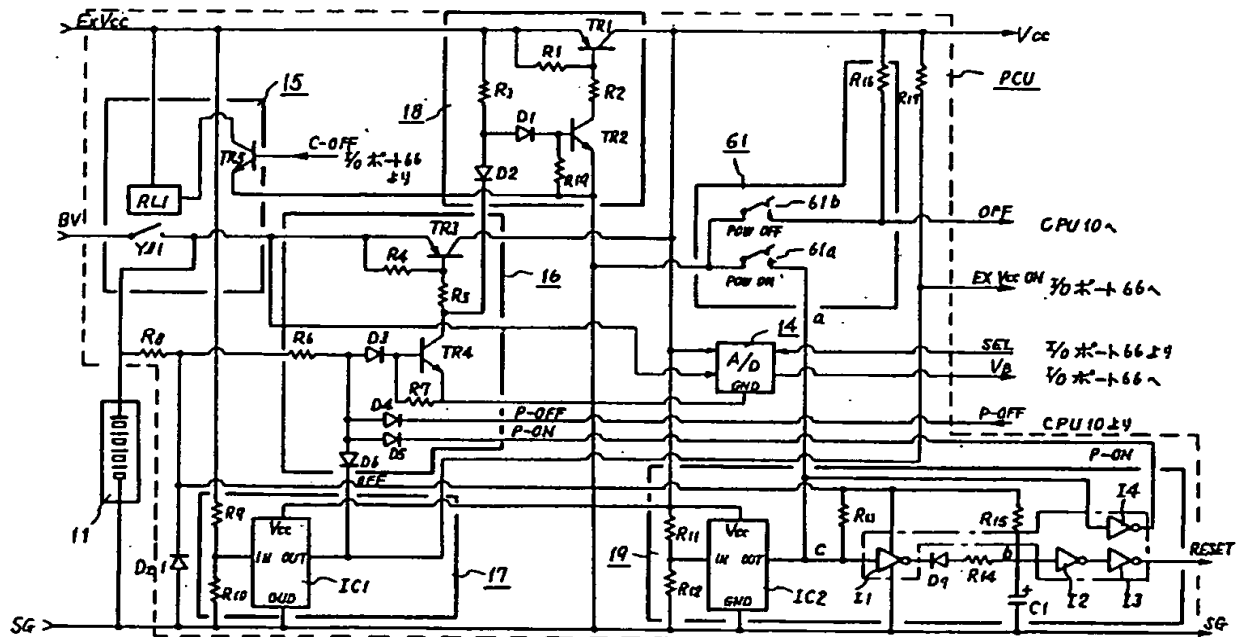 ExVcc
TR1
Vcc
R1
R16
R17
PCU
15
R3
R2
18
C-OFF
I/Oポート66
より
TR5
D1
TR2
61
R19
D2
RL1
61b
OFF
CPU10へ
POW OFF
BV
TR3
61a
YR1
R4
16
POW ON
EX Vcc ON
I/Oポート66へ
R5
a
14
SEL
I/Oポート66より
R8
R6
D3
TR4
A/D
GND
VB
I/Oポート66へ
R7
D4
P-OFF
P-OFF
CPU10より
D5
P-ON
P-ON
D6
OFF
11
R9
Vcc
IN
OUT
R11
Vcc
R13
R15
I4
19
IN
OUT
c
b
RESET
DZ1
R10
IC1
17
R12
IC2
I1
D9
R14
I2
I3
GND
C1
SG
SG